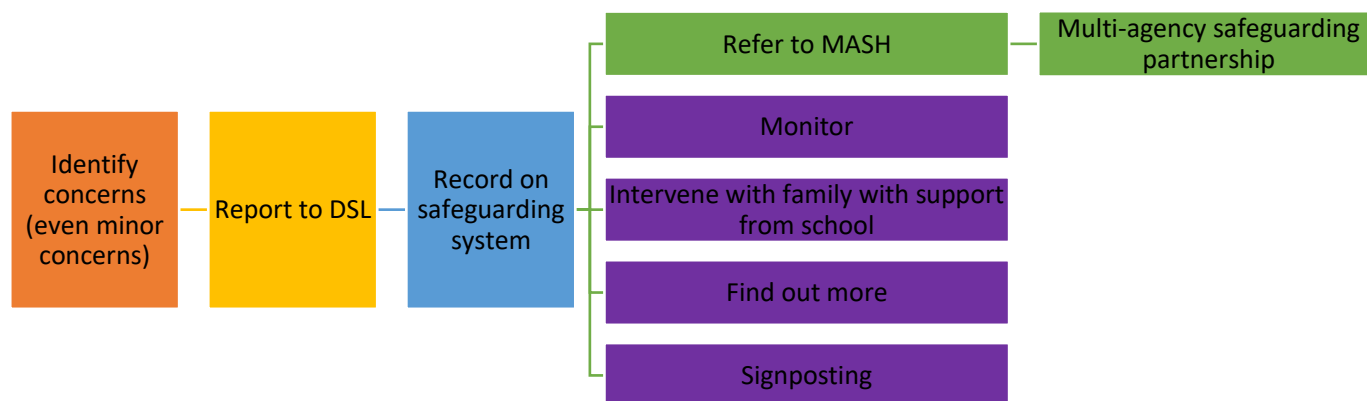 Identify
concerns
(even minor
concerns)
Report to DSL
Record on
safeguarding
system
Refer to MASH
Multi-agency safeguarding
partnership
Monitor
Intervene with family with support
from school
Find out more
Signposting